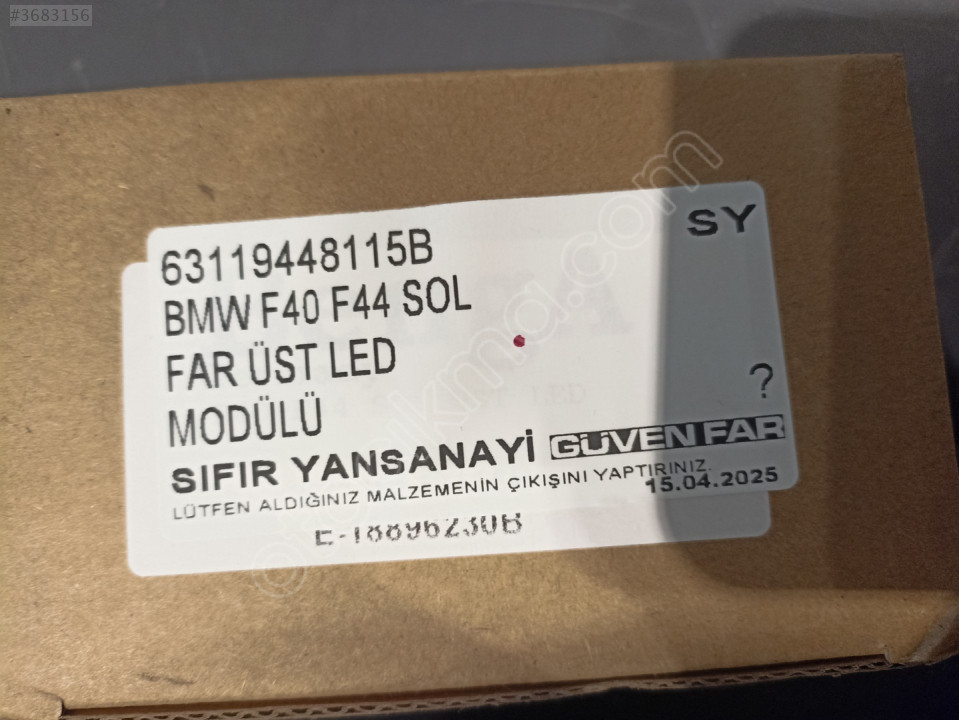 #3683156
SY
63119448115B
BMW F40 F44 SOL
FAR ÜST LED
?
MODÜLÜ
SIFIR YANSANAYİ GÜVEN FAR
LÜTFEN ALDIĞINIZ MALZEMENİN ÇIKIŞINI YAPTIRINIZ.
15.04.2025